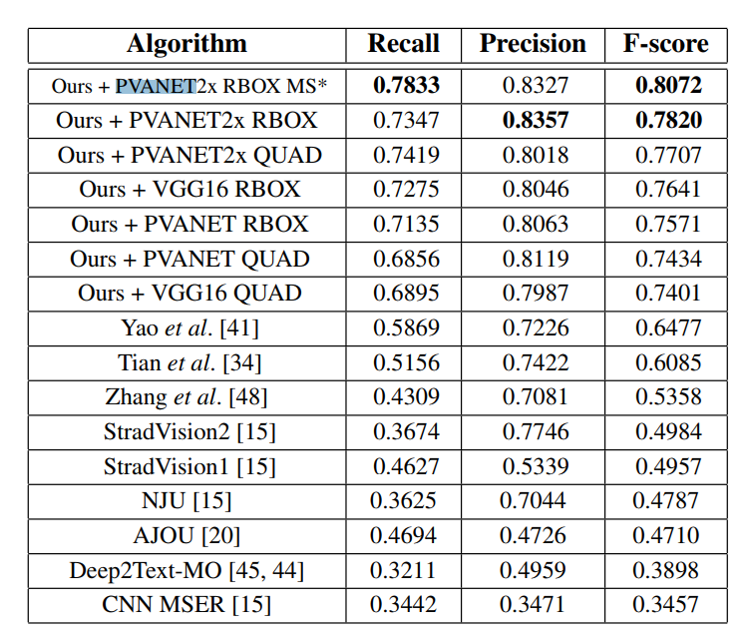 Algorithm Recall Precision F-score
Ours + PVANET2x RBOX MS* 0.7833 0.8327 0.8072
Ours + PVANET2x RBOX 0.7347 0.8357 0.7820
Ours + PVANET2x QUAD 0.7419 0.8018 0.7707
Ours + VGG16 RBOX 0.7275 0.8046 0.7641
Ours + PVANET RBOX 0.7135 0.8063 0.7571
Ours + PVANET QUAD 0.6856 0.8119 0.7434
Ours + VGG16 QUAD 0.6895 0.7987 0.7401
Yao et al. [41] 0.5869 0.7226 0.6477
Tian et al. [34] 0.5156 0.7422 0.6085
Zhang et al. [48] 0.4309 0.7081 0.5358
StradVision2 [15] 0.3674 0.7746 0.4984
StradVision1 [15] 0.4627 0.5339 0.4957
NJU [15] 0.3625 0.7044 0.4787
AJOU [20] 0.4694 0.4726 0.4710
Deep2Text-MO [45, 44] 0.3211 0.4959 0.3898
CNN MSER [15] 0.3442 0.3471 0.3457